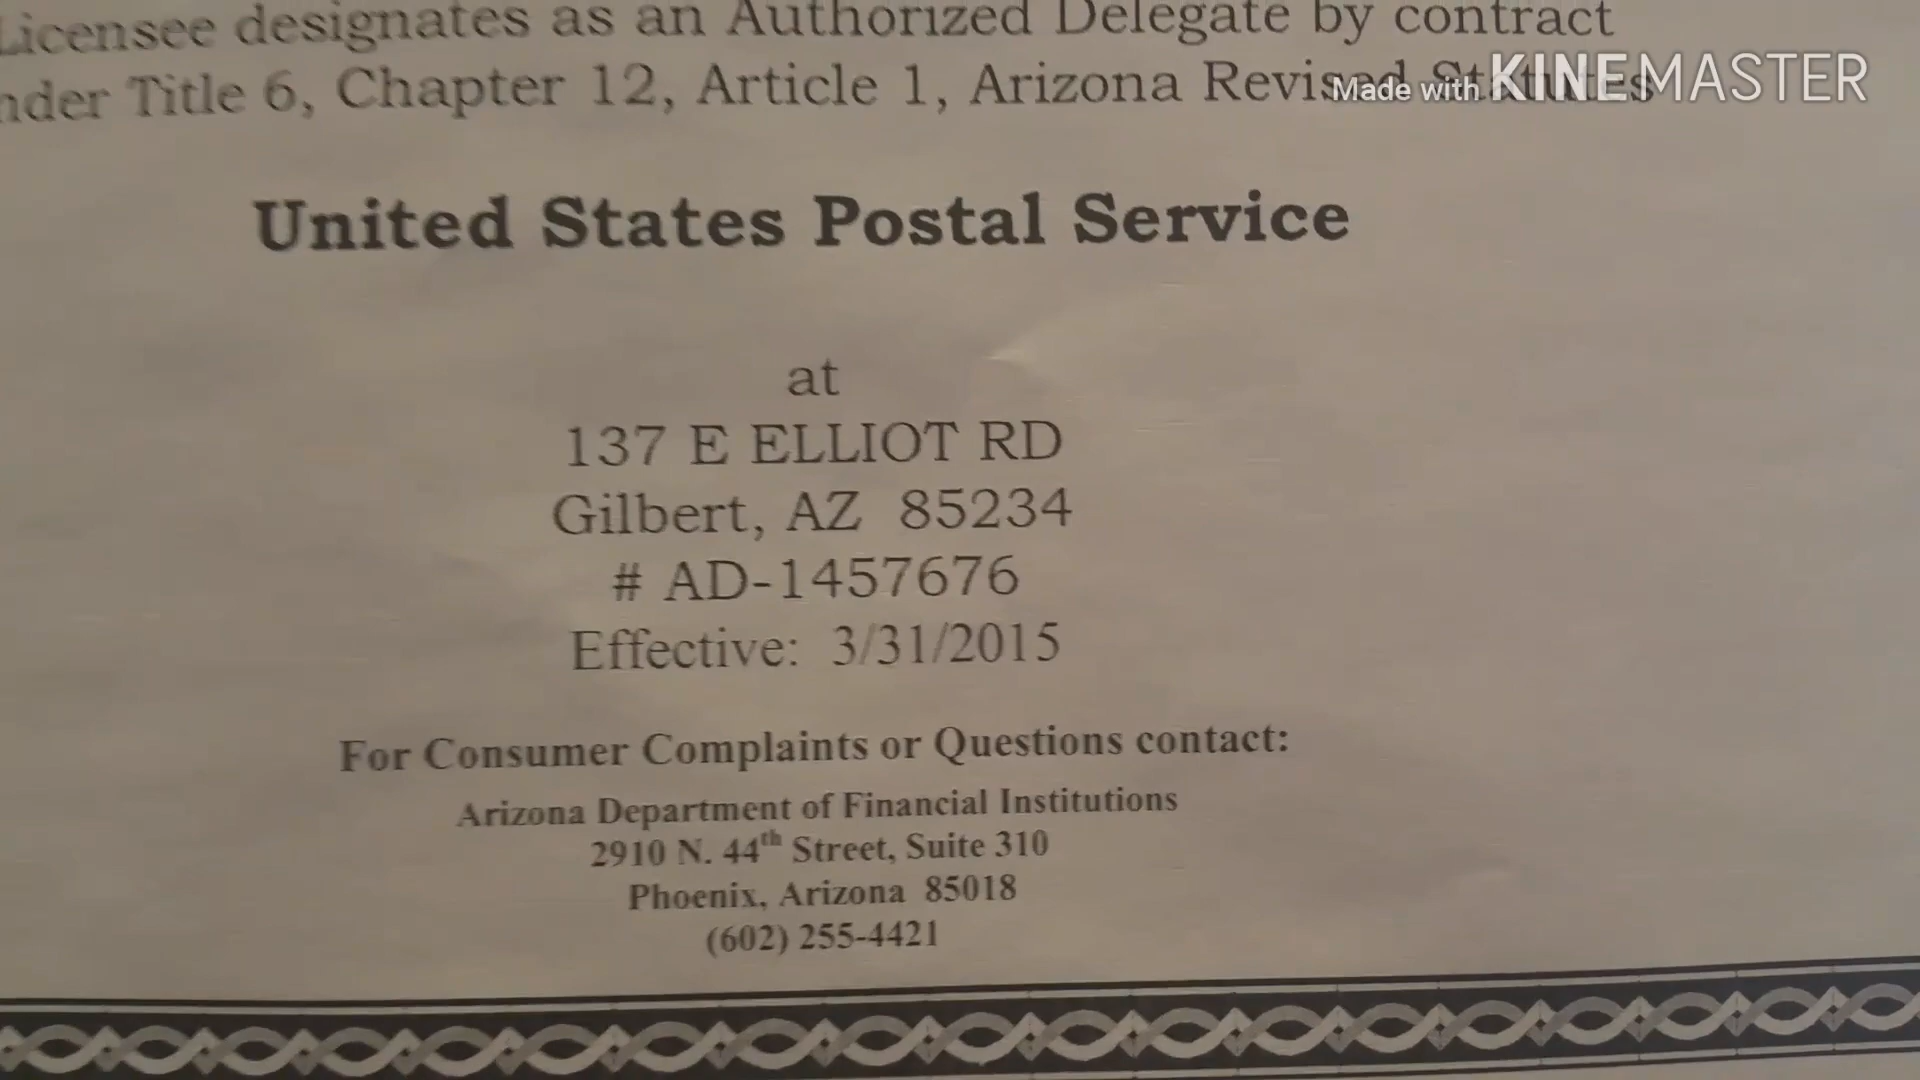 Licensee designates as an Authorized Delegate by contract
nder Title 6, Chapter 12, Article 1, Arizona Revised Statutes
Made with KINEMASTER
United States Postal Service
at
137 E ELLIOT RD
Gilbert, AZ 85234
# AD-1457676
Effective: 3/31/2015
For Consumer Complaints or Questions contact:
Arizona Department of Financial Institutions
2910 N. 44th Street, Suite 310
Phoenix, Arizona 85018
(602) 255-4421